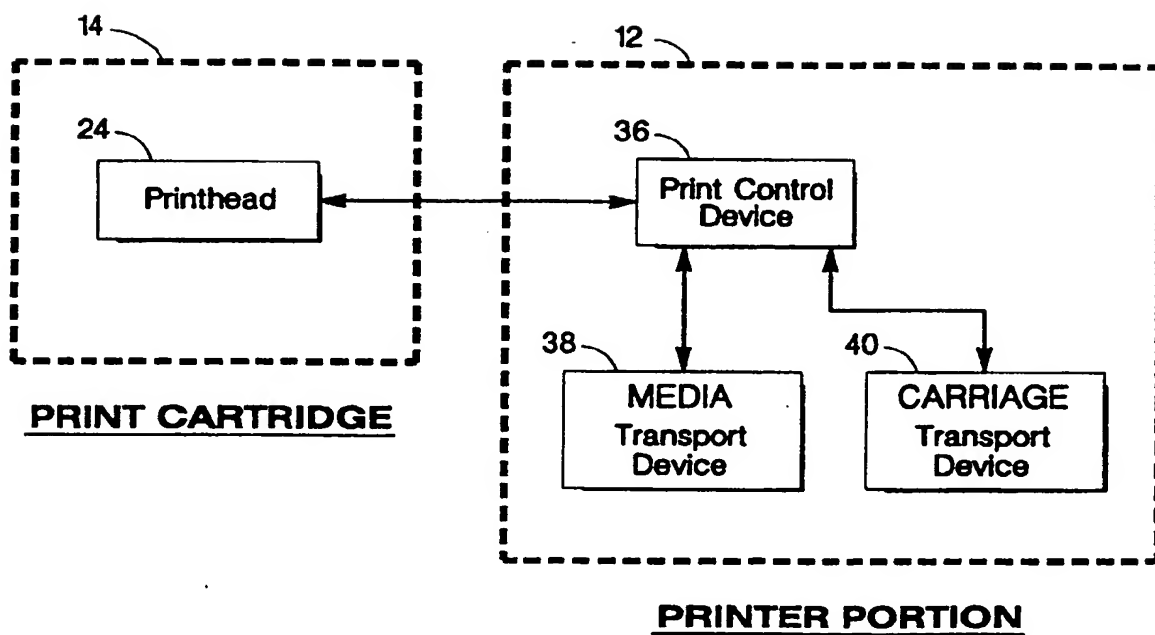 14
24
Printhead
PRINT CARTRIDGE
12
36
Print Control
Device
38
MEDIA
Transport
Device
40
CARRIAGE
Transport
Device
PRINTER PORTION